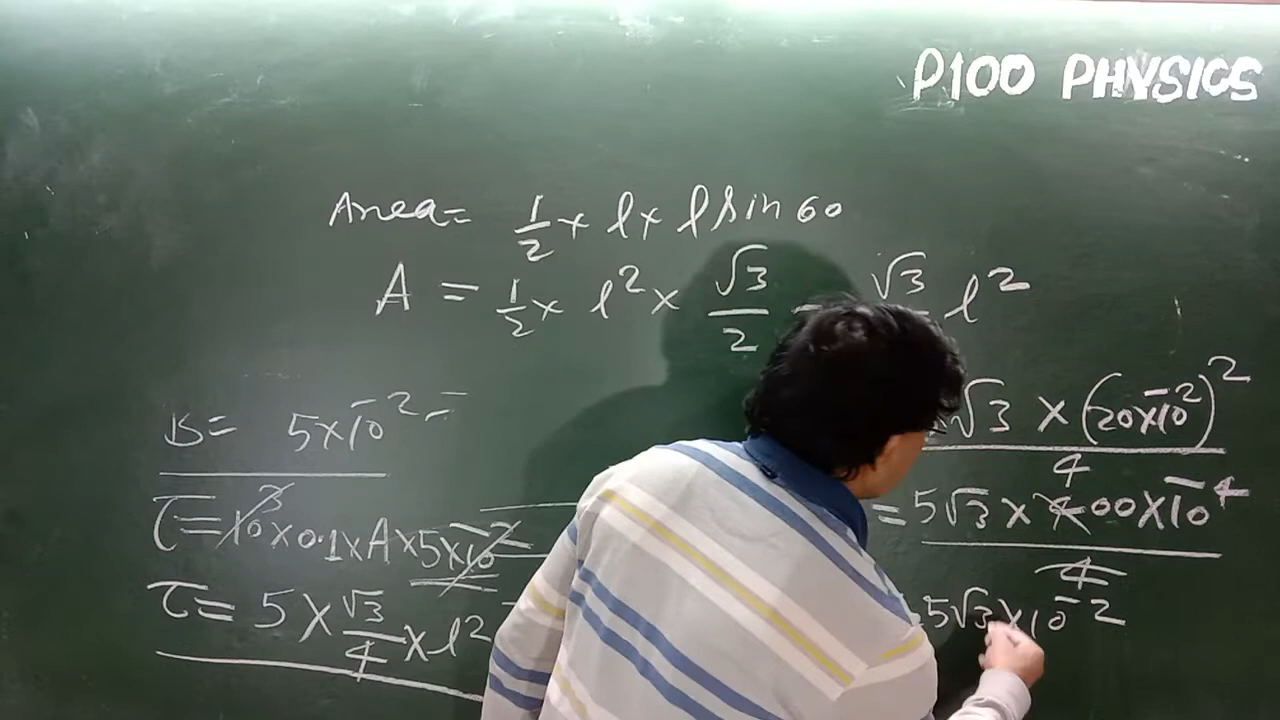 P100 PHYSICS
Area = 1/2 × l × l sin 60
A = 1/2 × l² × √3/2 = √3 l²
B = 5×10⁻²
τ = 10³ × 0.1 × A × 5×10⁻²
τ = 5 × √3/4 × l²
√3 × (20×10⁻²)² / 4
= 5√3 × 400 × 10⁻⁴ / 4
5√3 × 10⁻²